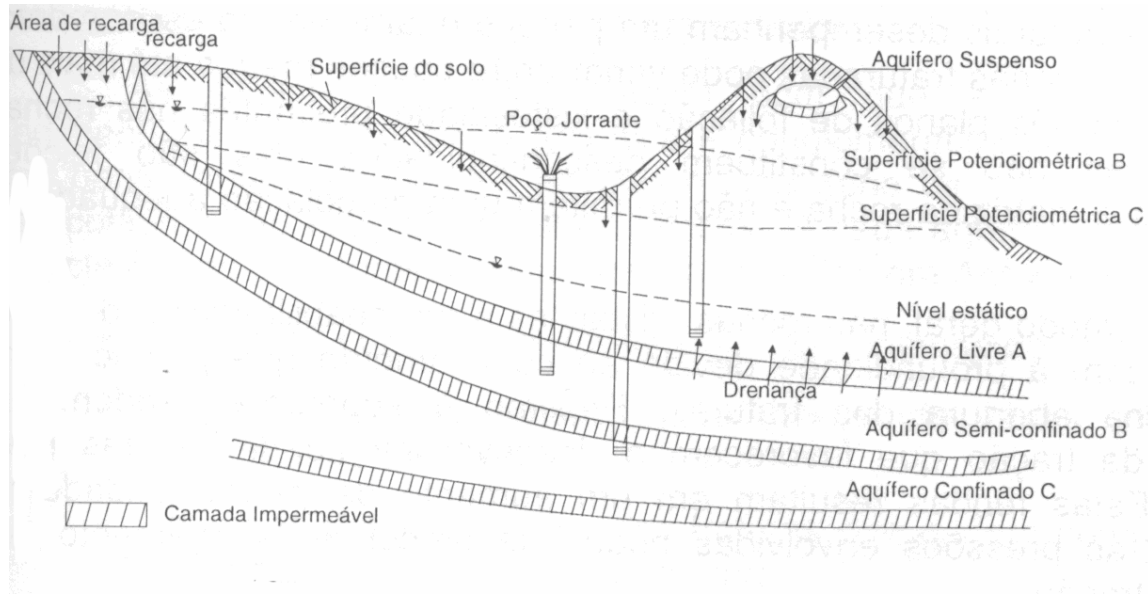 Área de recarga
recarga
Superfície do solo
Aquifero Suspenso
Poço Jorrante
Superfície Potenciométrica B
Superfície Potenciométrica C
Nível estático
Aquífero Livre A
Drenança
Aquífero Semi-confinado B
Aquífero Confinado C
Camada Impermeável